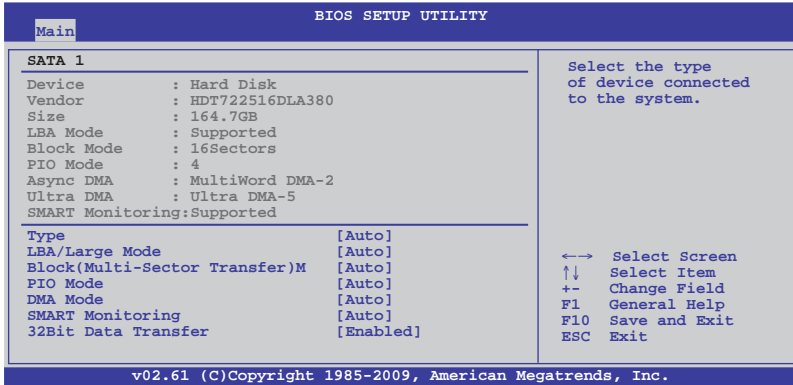 BIOS SETUP UTILITY
Main
SATA 1
Device : Hard Disk
Vendor : HDT722516DLA380
Size : 164.7GB
LBA Mode : Supported
Block Mode : 16Sectors
PIO Mode : 4
Async DMA : MultiWord DMA-2
Ultra DMA : Ultra DMA-5
SMART Monitoring:Supported
Type [Auto]
LBA/Large Mode [Auto]
Block(Multi-Sector Transfer)M [Auto]
PIO Mode [Auto]
DMA Mode [Auto]
SMART Monitoring [Auto]
32Bit Data Transfer [Enabled]
Select the type
of device connected
to the system.
←→ Select Screen
↑↓ Select Item
+- Change Field
F1 General Help
F10 Save and Exit
ESC Exit
v02.61 (C)Copyright 1985-2009, American Megatrends, Inc.